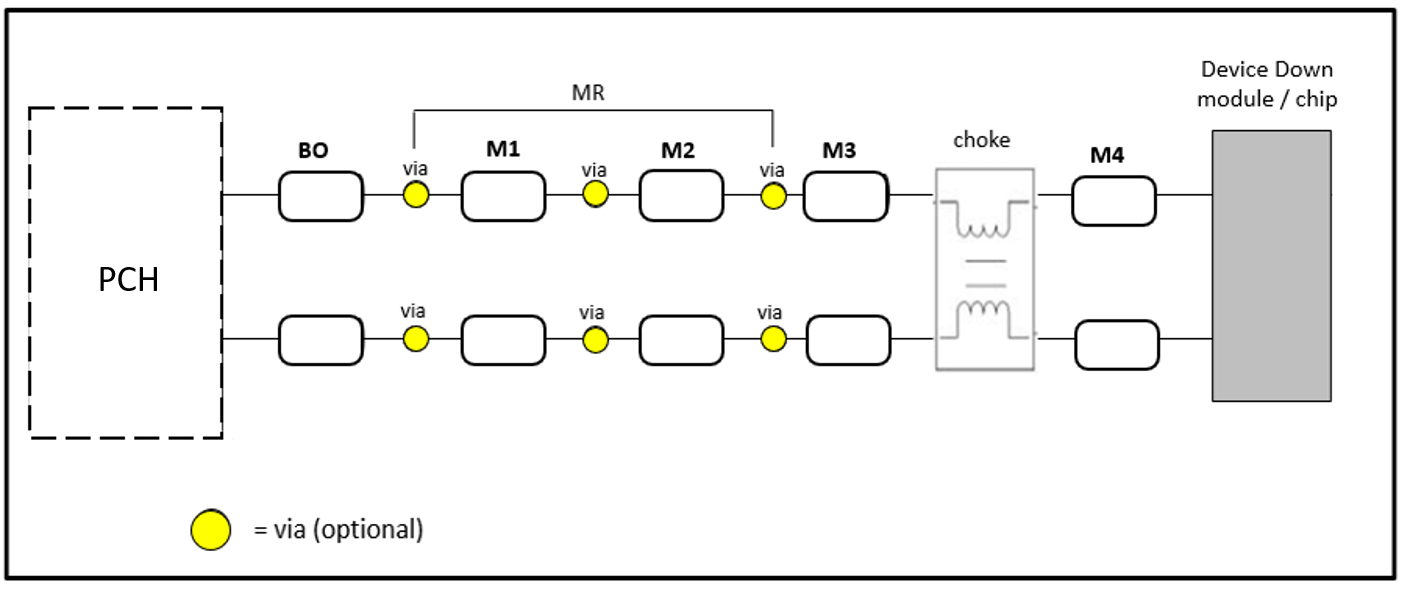 Device Down
module / chip
MR
choke
BO
M1
M2
M3
M4
via
via
via
PCH
via
via
via
= via (optional)